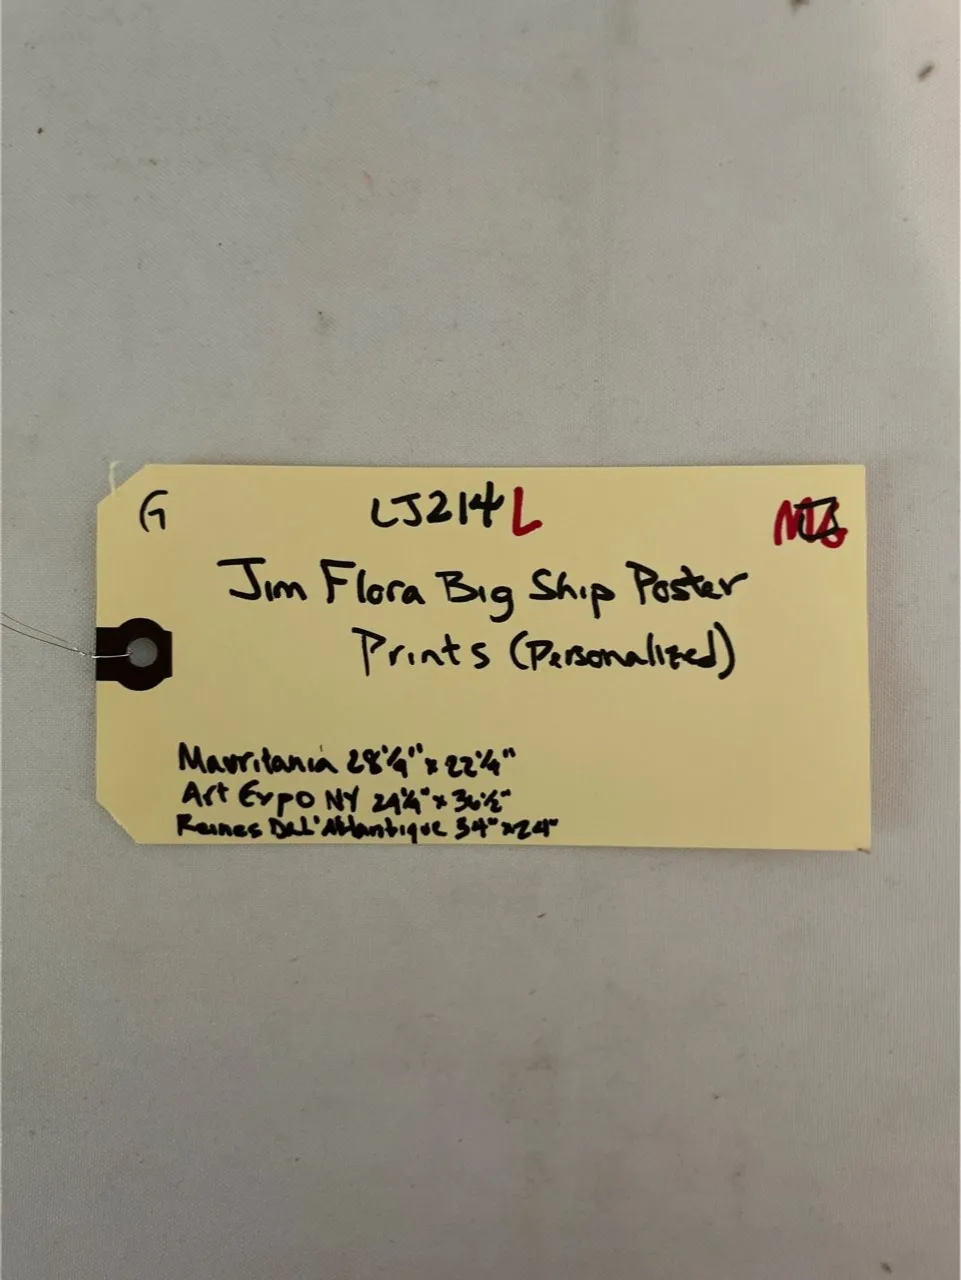 G LJ214L
Jim Flora Big Ship Poster
Prints (Personalized)
Mauritania 28¼" x 22¼"
Art Expo NY 24¼" x 36½"
Reines Del'Atlantique 34" x 24"